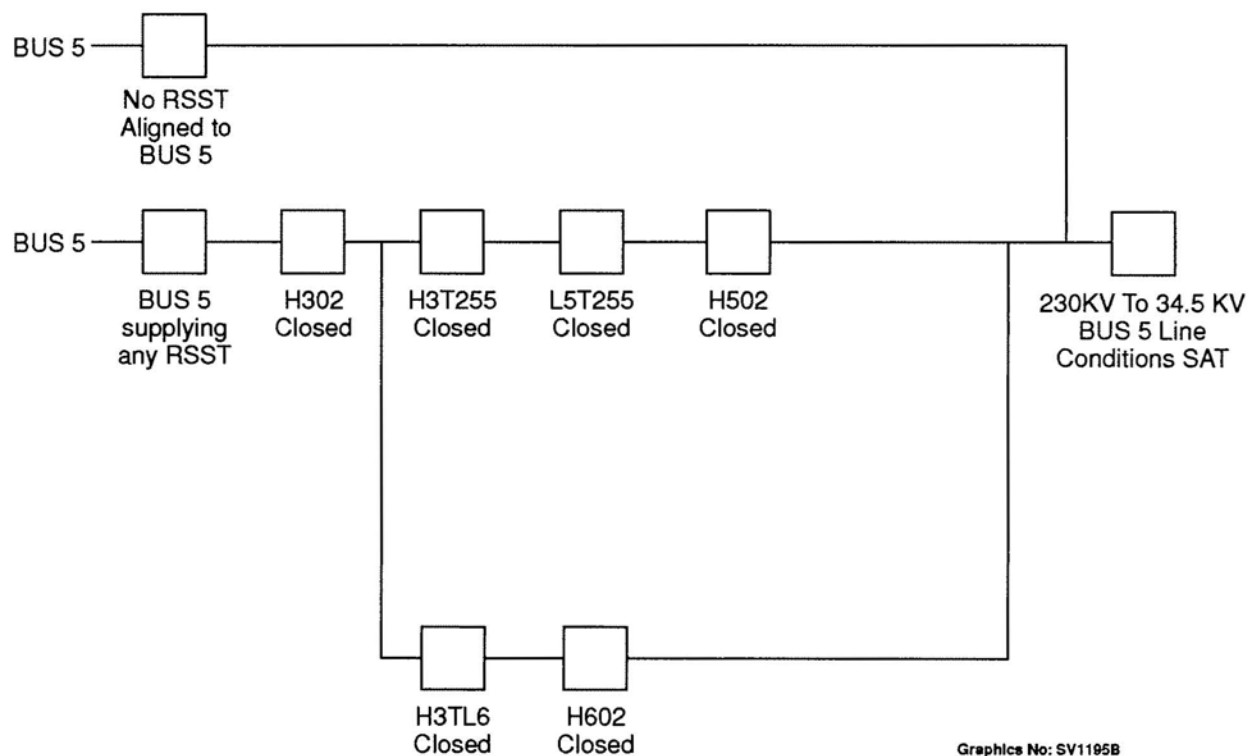 BUS 5
No RSST
Aligned to
BUS 5
BUS 5
BUS 5
supplying
any RSST
H302
Closed
H3T255
Closed
L5T255
Closed
H502
Closed
230KV To 34.5 KV
BUS 5 Line
Conditions SAT
H3TL6
Closed
H602
Closed
Graphics No: SV1195B